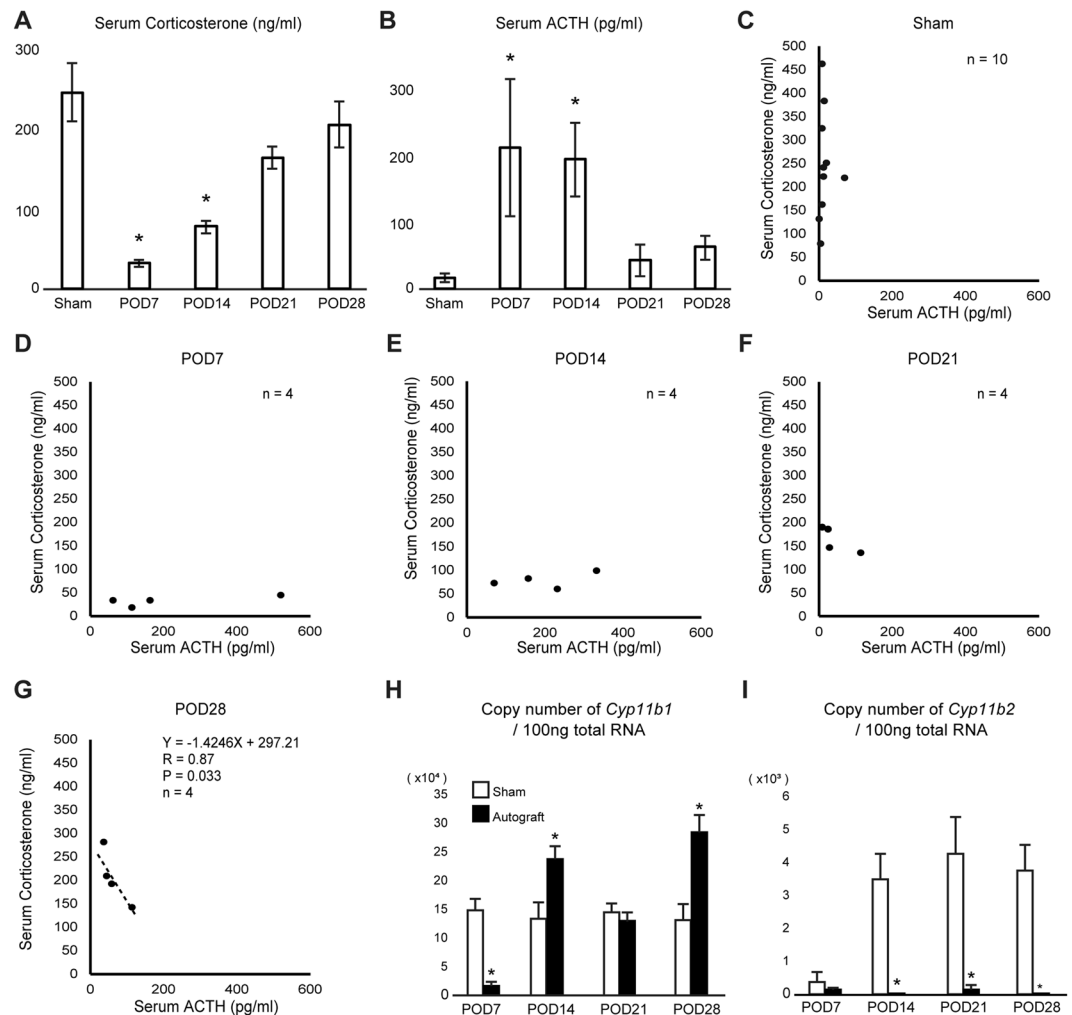 A
Serum Corticosterone (ng/ml)
300
200
100
0
*
*
Sham
POD7
POD14
POD21
POD28
B
Serum ACTH (pg/ml)
300
200
100
0
*
*
Sham
POD7
POD14
POD21
POD28
C
Sham
n = 10
Serum Corticosterone (ng/ml)
500
450
400
350
300
250
200
150
100
50
0
0
200
400
600
Serum ACTH (pg/ml)
D
POD7
n = 4
Serum Corticosterone (ng/ml)
500
450
400
350
300
250
200
150
100
50
0
0
200
400
600
Serum ACTH (pg/ml)
E
POD14
n = 4
Serum Corticosterone (ng/ml)
500
450
400
350
300
250
200
150
100
50
0
0
200
400
600
Serum ACTH (pg/ml)
F
POD21
n = 4
Serum Corticosterone (ng/ml)
500
450
400
350
300
250
200
150
100
50
0
0
200
400
600
Serum ACTH (pg/ml)
G
POD28
Y = -1.4246X + 297.21
R = 0.87
P = 0.033
n = 4
Serum Corticosterone (ng/ml)
500
450
400
350
300
250
200
150
100
50
0
0
200
400
600
Serum ACTH (pg/ml)
H
Copy number of Cyp11b1
/ 100ng total RNA
( x10⁴ )
35
30
25
20
15
10
5
0
Sham
Autograft
*
*
*
POD7
POD14
POD21
POD28
I
Copy number of Cyp11b2
/ 100ng total RNA
( x10³ )
6
5
4
3
2
1
0
*
*
*
POD7
POD14
POD21
POD28